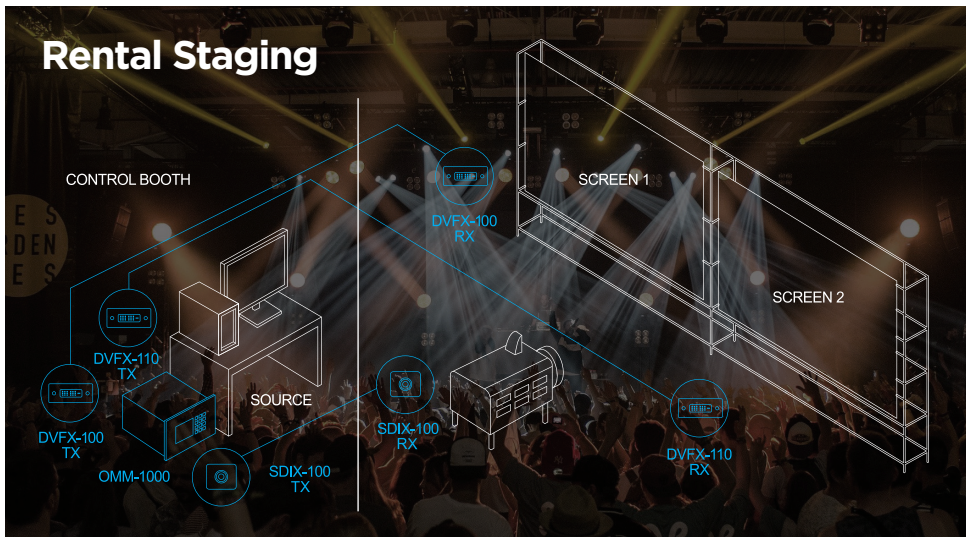 Rental Staging
CONTROL BOOTH
SCREEN 1
DVFX-100
RX
SCREEN 2
DVFX-110
TX
SOURCE
DVFX-100
TX
OMM-1000
SDIX-100
TX
SDIX-100
RX
DVFX-110
RX